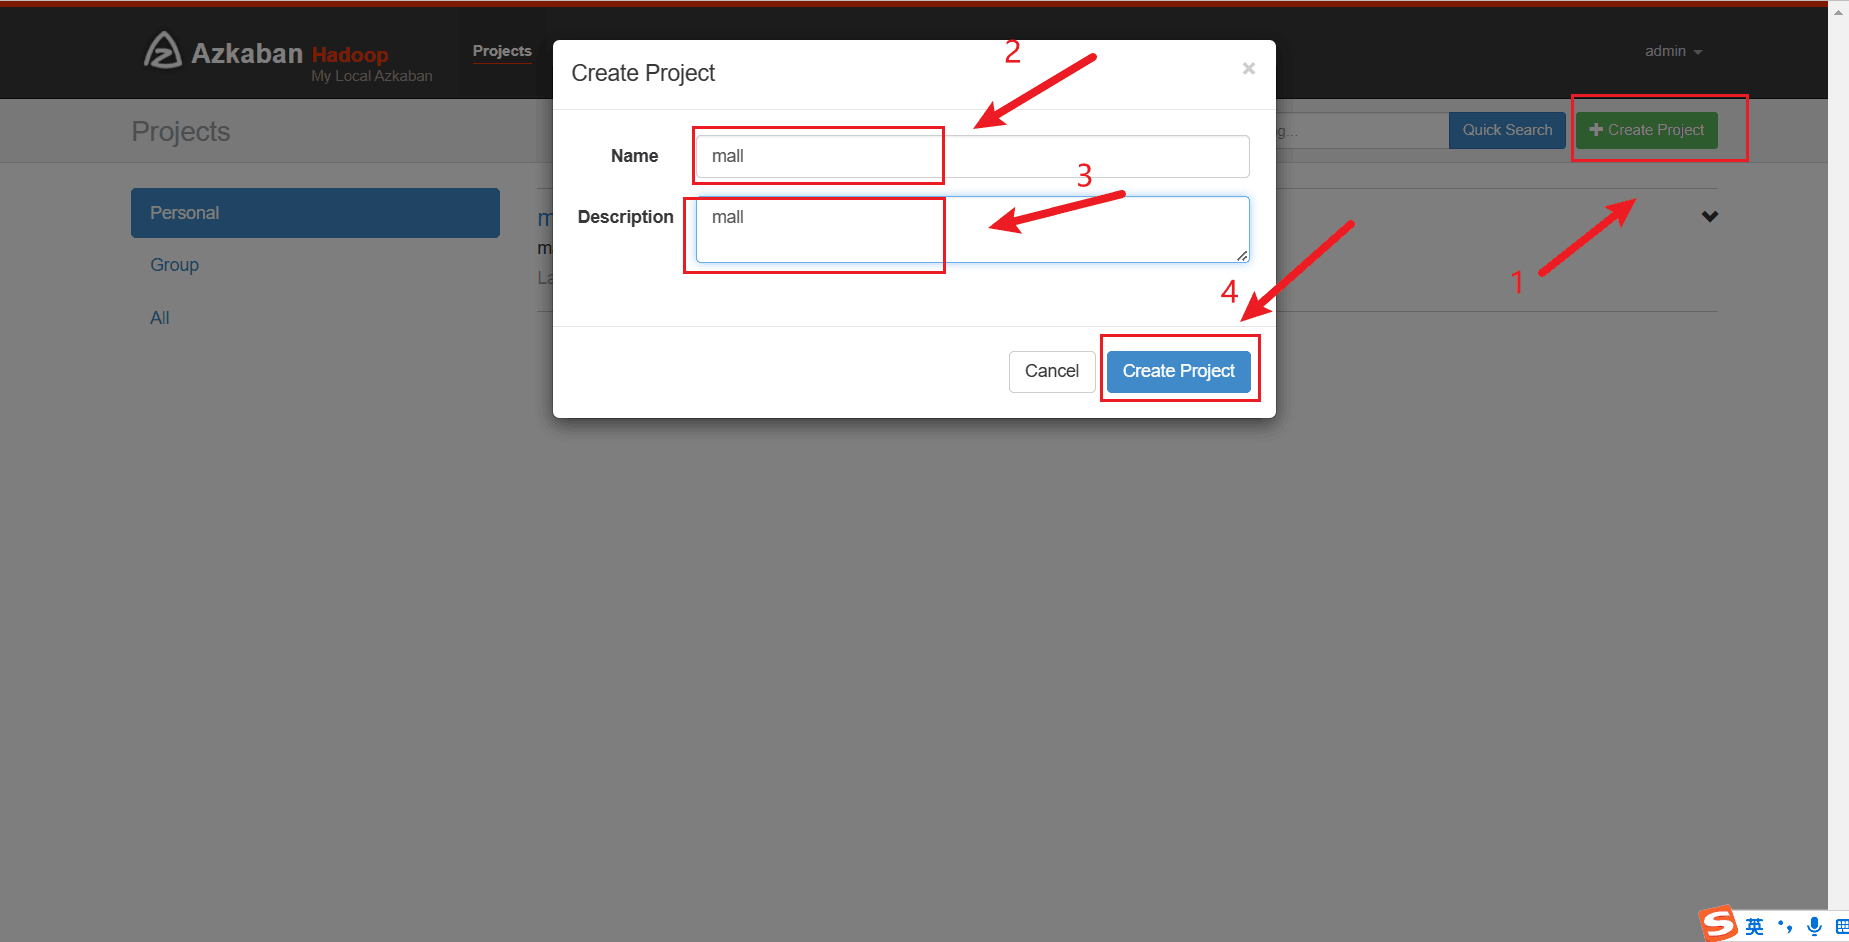 Azkaban Hadoop
My Local Azkaban
Projects
admin
Create Project
×
2
Projects
Quick Search
Create Project
Name
mall
3
Description
mall
Personal
Group
All
1
4
Cancel
Create Project
英